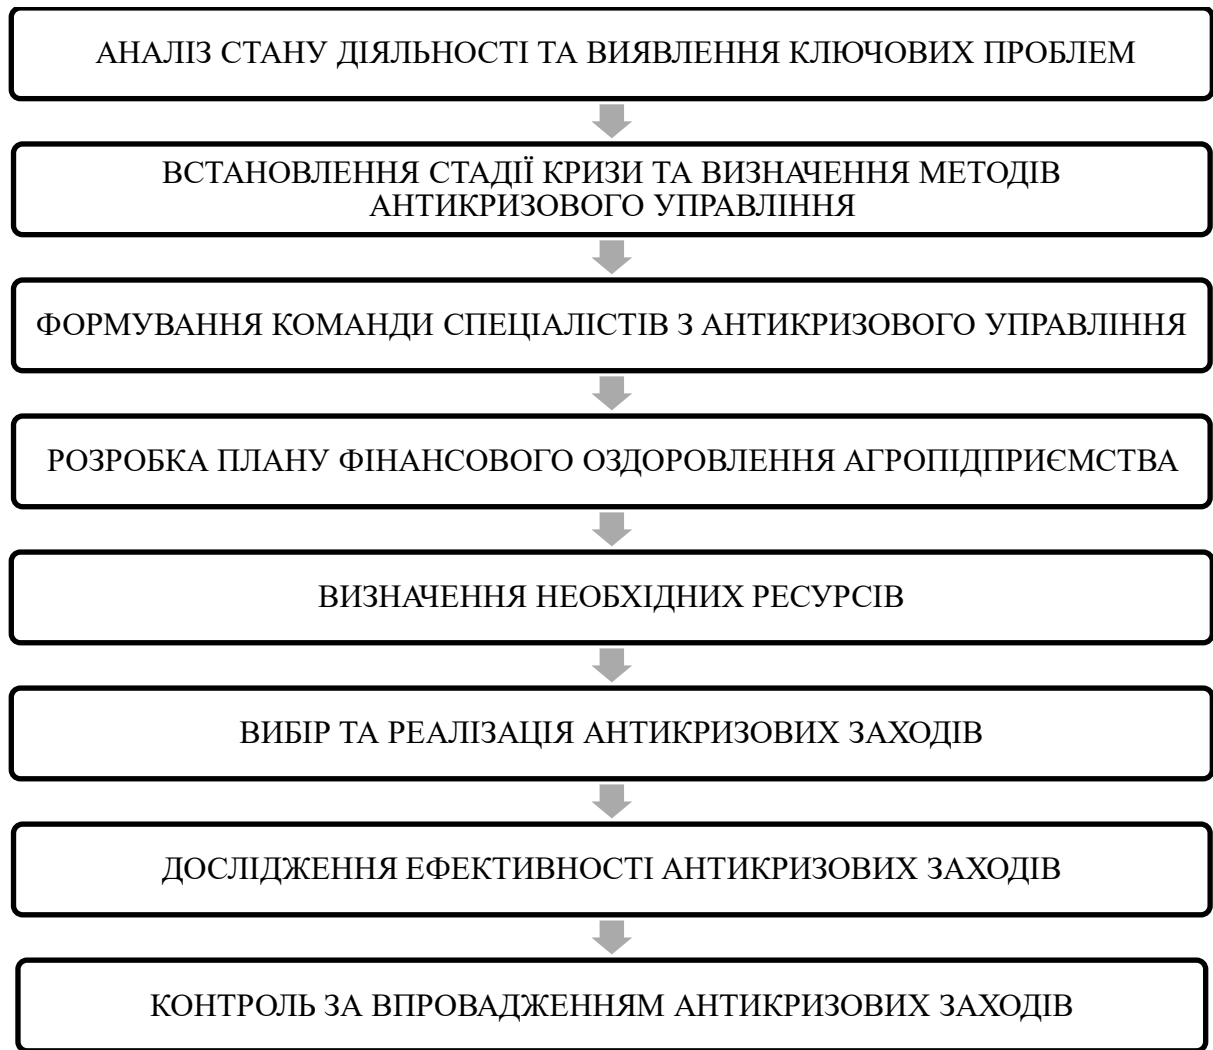 АНАЛІЗ СТАНУ ДІЯЛЬНОСТІ ТА ВИЯВЛЕННЯ КЛЮЧОВИХ ПРОБЛЕМ
ВСТАНОВЛЕННЯ СТАДІЇ КРИЗИ ТА ВИЗНАЧЕННЯ МЕТОДІВ
АНТИКРИЗОВОГО УПРАВЛІННЯ
ФОРМУВАННЯ КОМАНДИ СПЕЦІАЛІСТІВ З АНТИКРИЗОВОГО УПРАВЛІННЯ
РОЗРОБКА ПЛАНУ ФІНАНСОВОГО ОЗДОРОВЛЕННЯ АГРОПІДПРИЄМСТВА
ВИЗНАЧЕННЯ НЕОБХІДНИХ РЕСУРСІВ
ВИБІР ТА РЕАЛІЗАЦІЯ АНТИКРИЗОВИХ ЗАХОДІВ
ДОСЛІДЖЕННЯ ЕФЕКТИВНОСТІ АНТИКРИЗОВИХ ЗАХОДІВ
КОНТРОЛЬ ЗА ВПРОВАДЖЕННЯМ АНТИКРИЗОВИХ ЗАХОДІВ